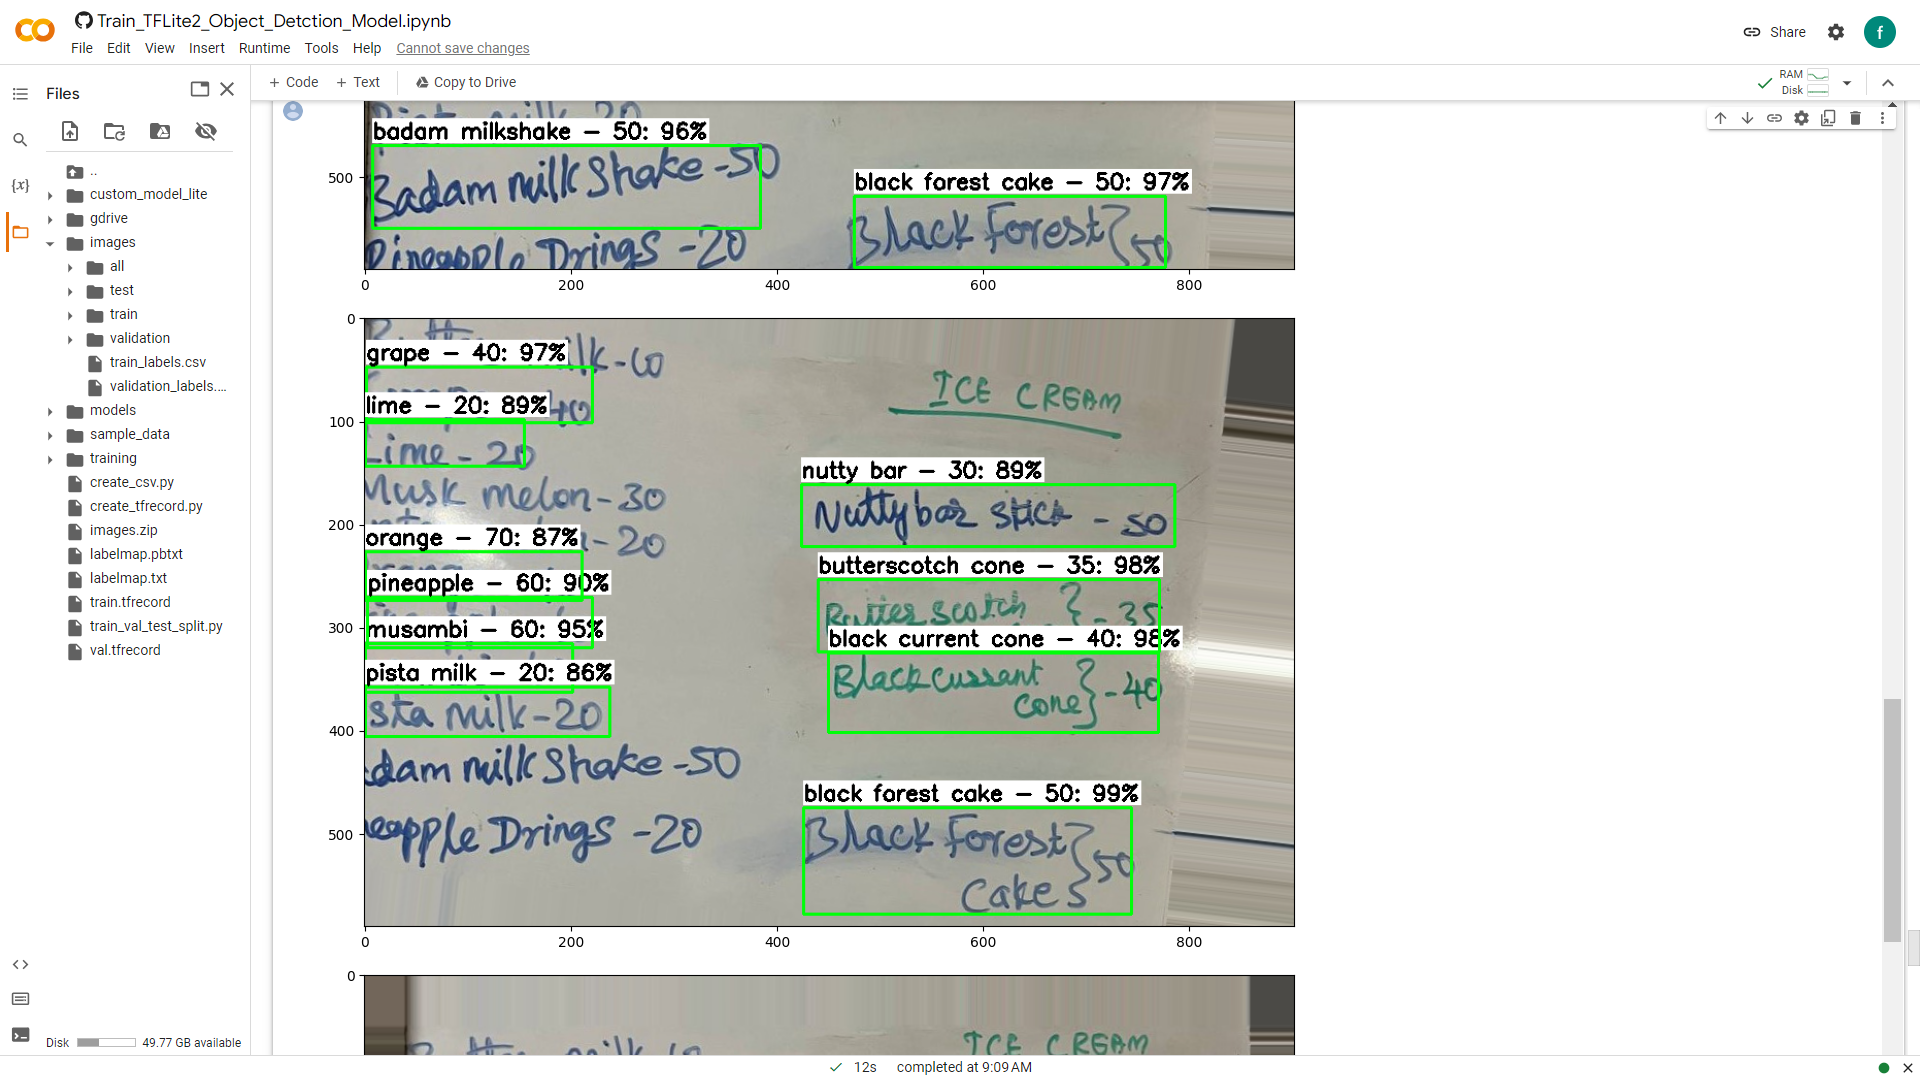 Train_TFLite2_Object_Detction_Model.ipynb
File Edit View Insert Runtime Tools Help Cannot save changes
Share
f
Files
+ Code + Text Copy to Drive
RAM
Disk
..
custom_model_lite
gdrive
images
all
test
train
validation
train_labels.csv
validation_labels....
models
sample_data
training
create_csv.py
create_tfrecord.py
images.zip
labelmap.pbtxt
labelmap.txt
train.tfrecord
train_val_test_split.py
val.tfrecord
Disk 49.77 GB available
badam milkshake – 50: 96%
Badam milk Shake -50
black forest cake – 50: 97%
500
Black Forest } 50
Pineapple Drings -20
0 200 400 600 800
0
milk-60
grape – 40: 97%
ICE CREAM
lime – 20: 89%
40
100
Lime - 20
nutty bar – 30: 89%
Musk melon-30
Nutty bar stick - 50
200
orange – 70: 87%
-20
butterscotch cone – 35: 98%
pineapple – 60: 90%
Butter scotch } - 35
300
musambi – 60: 95%
black current cone – 40: 98%
pista milk – 20: 86%
Black cussant
cone } -40
sta milk-20
400
dam milk Shake -50
black forest cake – 50: 99%
500
eapple Drings -20
Black Forest
Cake } 50
0 200 400 600 800
0
ICE CREAM
12s completed at 9:09 AM